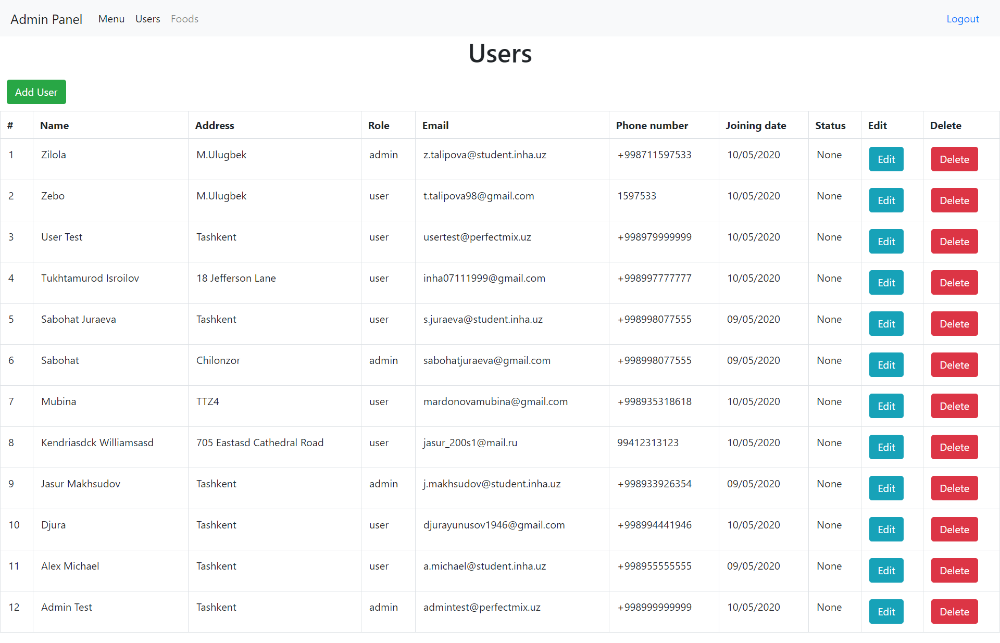 Admin Panel Menu Users Foods Logout
Users
Add User
# Name Address Role Email Phone number Joining date Status Edit Delete
1 Zilola M.Ulugbek admin z.talipova@student.inha.uz +998711597533 10/05/2020 None Edit Delete
2 Zebo M.Ulugbek user t.talipova98@gmail.com 1597533 10/05/2020 None Edit Delete
3 User Test Tashkent user usertest@perfectmix.uz +998979999999 10/05/2020 None Edit Delete
4 Tukhtamurod Isroilov 18 Jefferson Lane user inha07111999@gmail.com +998997777777 10/05/2020 None Edit Delete
5 Sabohat Juraeva Tashkent user s.juraeva@student.inha.uz +998998077555 09/05/2020 None Edit Delete
6 Sabohat Chilonzor admin sabohatjuraeva@gmail.com +998998077555 09/05/2020 None Edit Delete
7 Mubina TTZ4 user mardonovamubina@gmail.com +998935318618 10/05/2020 None Edit Delete
8 Kendriasdck Williamsasd 705 Eastasd Cathedral Road user jasur_200s1@mail.ru 99412313123 10/05/2020 None Edit Delete
9 Jasur Makhsudov Tashkent admin j.makhsudov@student.inha.uz +998933926354 09/05/2020 None Edit Delete
10 Djura Tashkent user djurayunusov1946@gmail.com +998994441946 10/05/2020 None Edit Delete
11 Alex Michael Tashkent user a.michael@student.inha.uz +998955555555 09/05/2020 None Edit Delete
12 Admin Test Tashkent admin admintest@perfectmix.uz +998999999999 10/05/2020 None Edit Delete